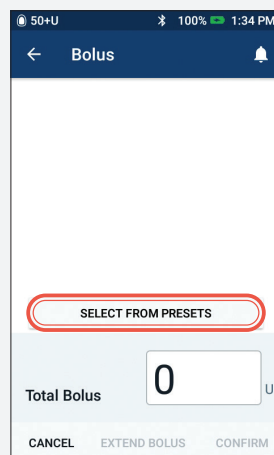 50+U 100% 1:34 PM
Bolus
SELECT FROM PRESETS
Total Bolus 0 U
CANCEL EXTEND BOLUS CONFIRM